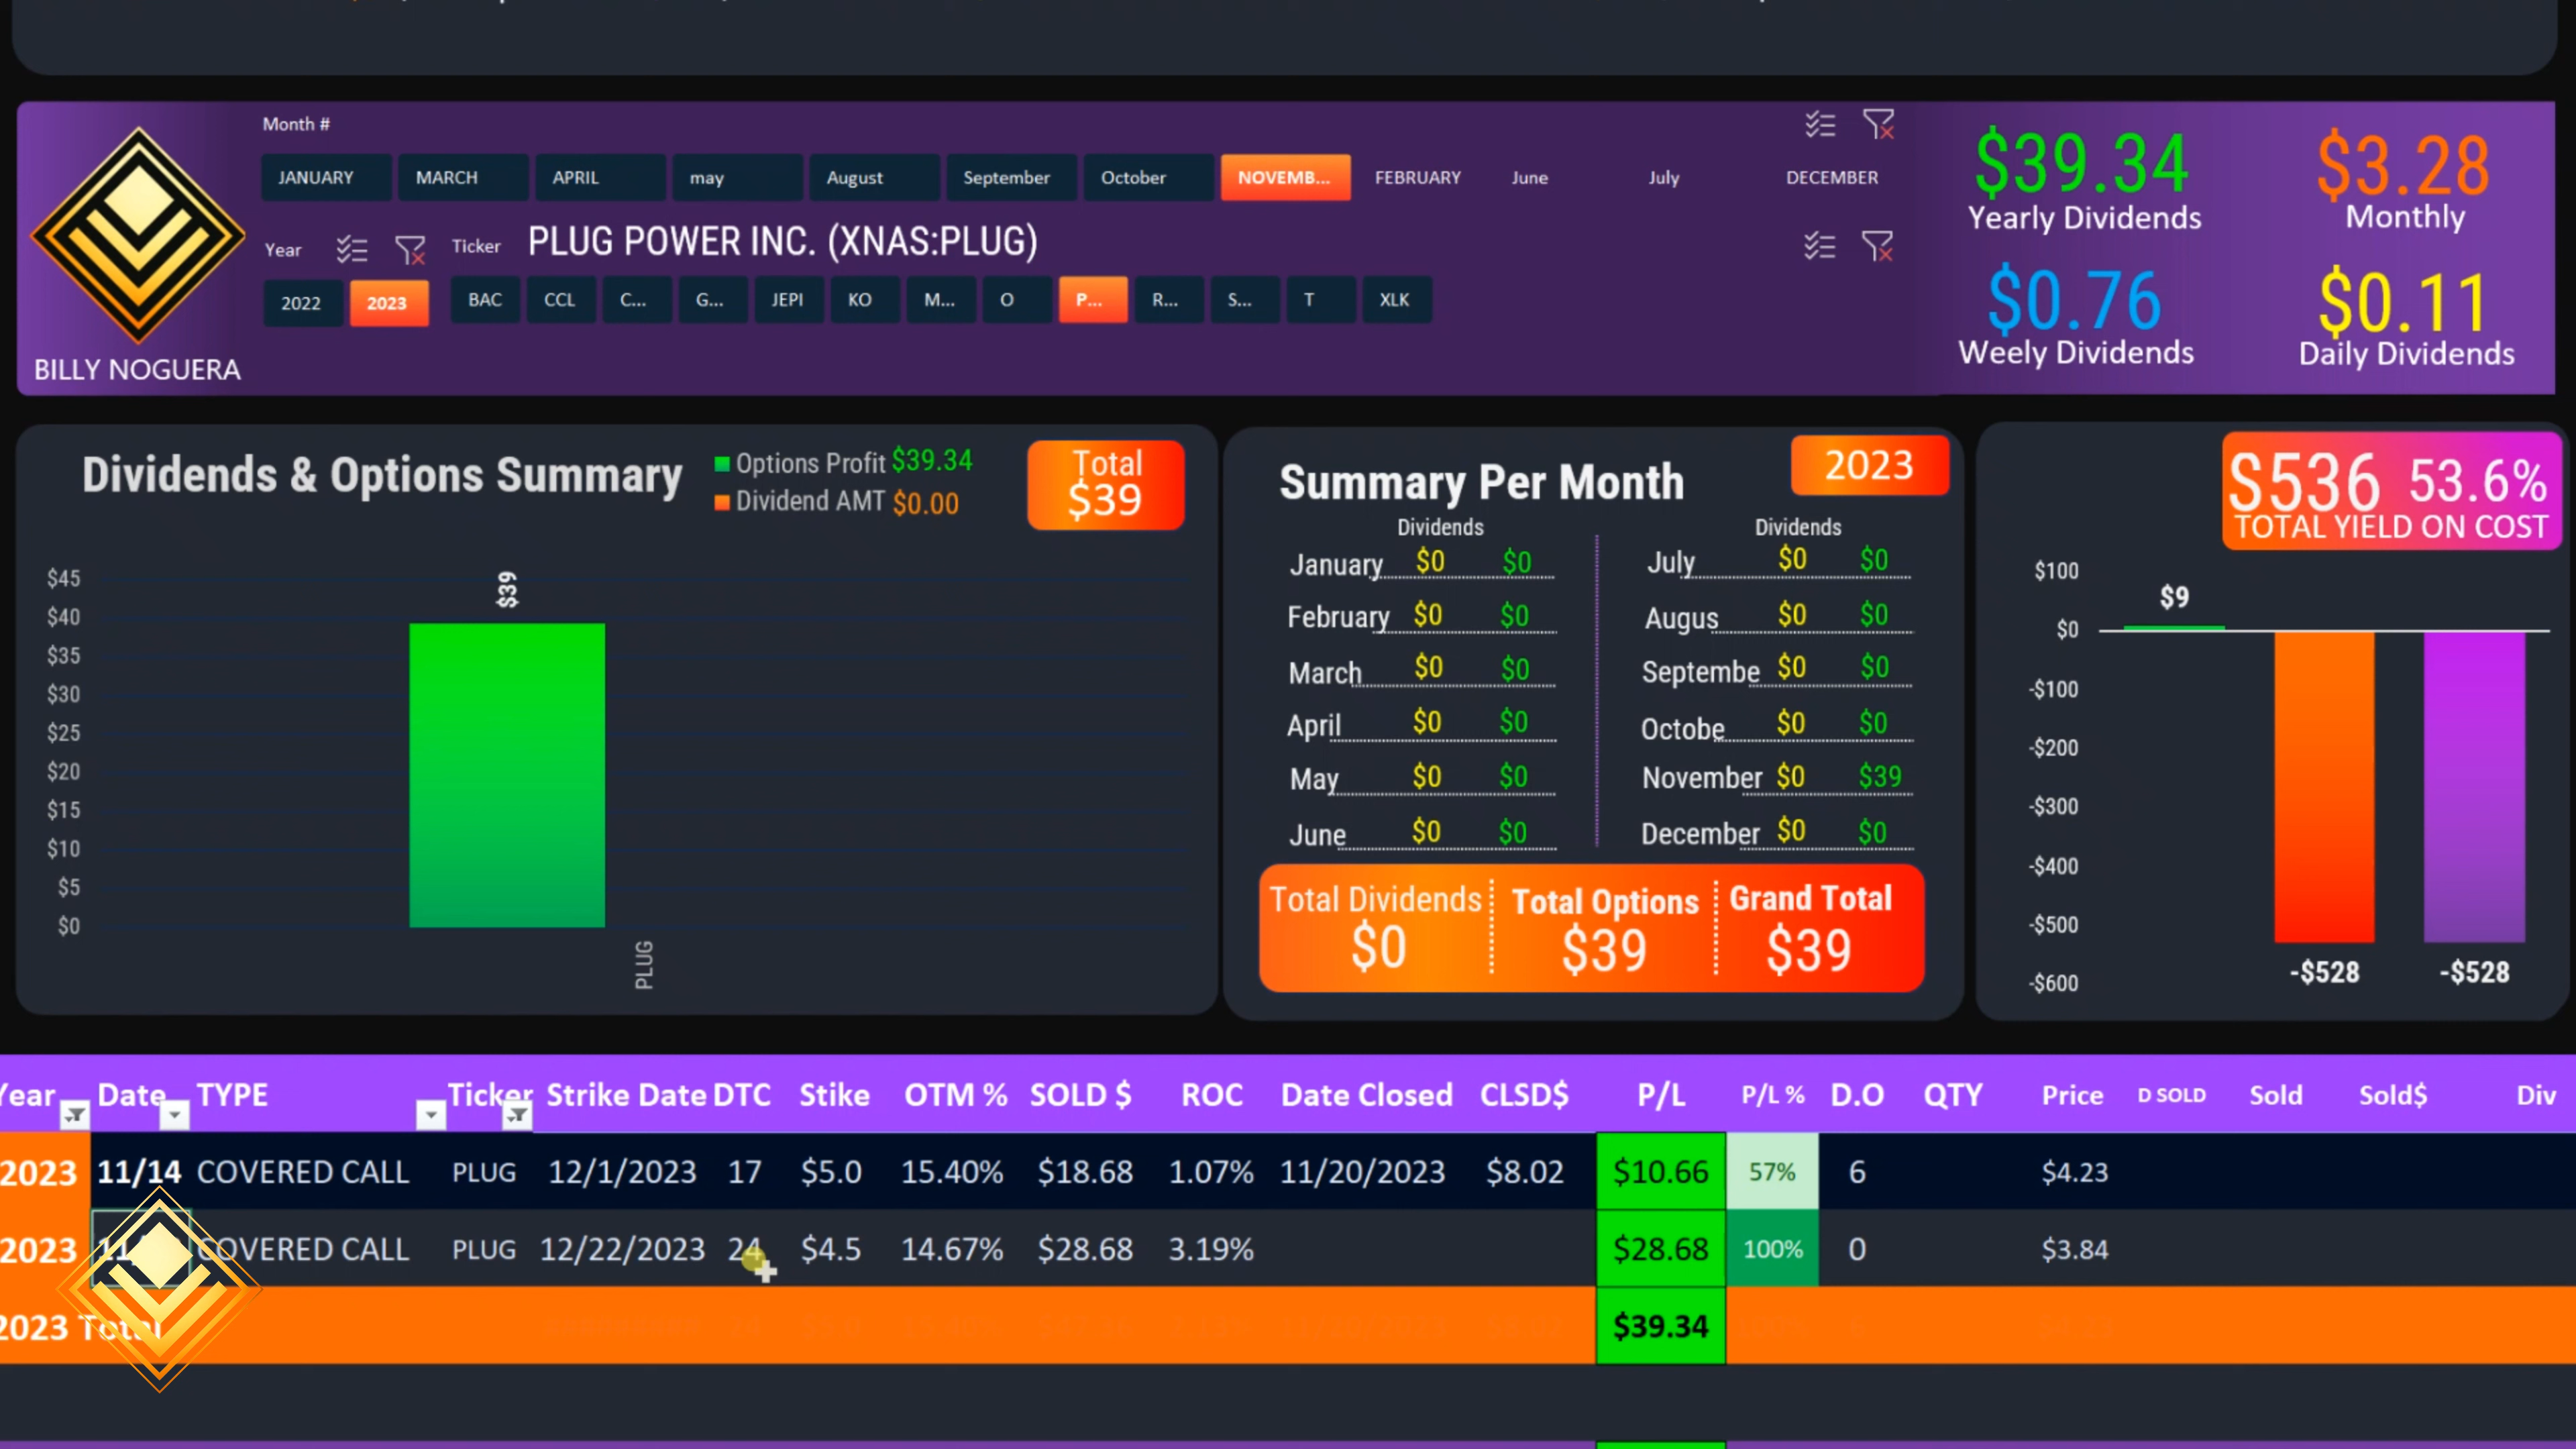 Month #
JANUARY MARCH APRIL may August September October NOVEMB... FEBRUARY June July DECEMBER
Year Ticker PLUG POWER INC. (XNAS:PLUG)
2022 2023 BAC CCL C... G... JEPI KO M... O P... R... S... T XLK
BILLY NOGUERA
$39.34 $3.28
Yearly Dividends Monthly
$0.76 $0.11
Weely Dividends Daily Dividends
Dividends & Options Summary
Options Profit $39.34
Dividend AMT $0.00
Total
$39
$45
$40
$35
$30
$25
$20
$15
$10
$5
$0
$39
PLUG
Summary Per Month 2023
Dividends Dividends
January $0 $0 July $0 $0
February $0 $0 Augus $0 $0
March $0 $0 Septembe $0 $0
April $0 $0 Octobe $0 $0
May $0 $0 November $0 $39
June $0 $0 December $0 $0
Total Dividends Total Options Grand Total
$0 $39 $39
$536 53.6%
TOTAL YIELD ON COST
$100
$0
-$100
-$200
-$300
-$400
-$500
-$600
$9
-$528 -$528
Year Date TYPE Ticker Strike Date DTC Stike OTM % SOLD $ ROC Date Closed CLSD$ P/L P/L % D.O QTY Price D SOLD Sold Sold$ Div
2023 11/14 COVERED CALL PLUG 12/1/2023 17 $5.0 15.40% $18.68 1.07% 11/20/2023 $8.02 $10.66 57% 6 $4.23
2023 COVERED CALL PLUG 12/22/2023 24 $4.5 14.67% $28.68 3.19% $28.68 100% 0 $3.84
2023 Total $39.34